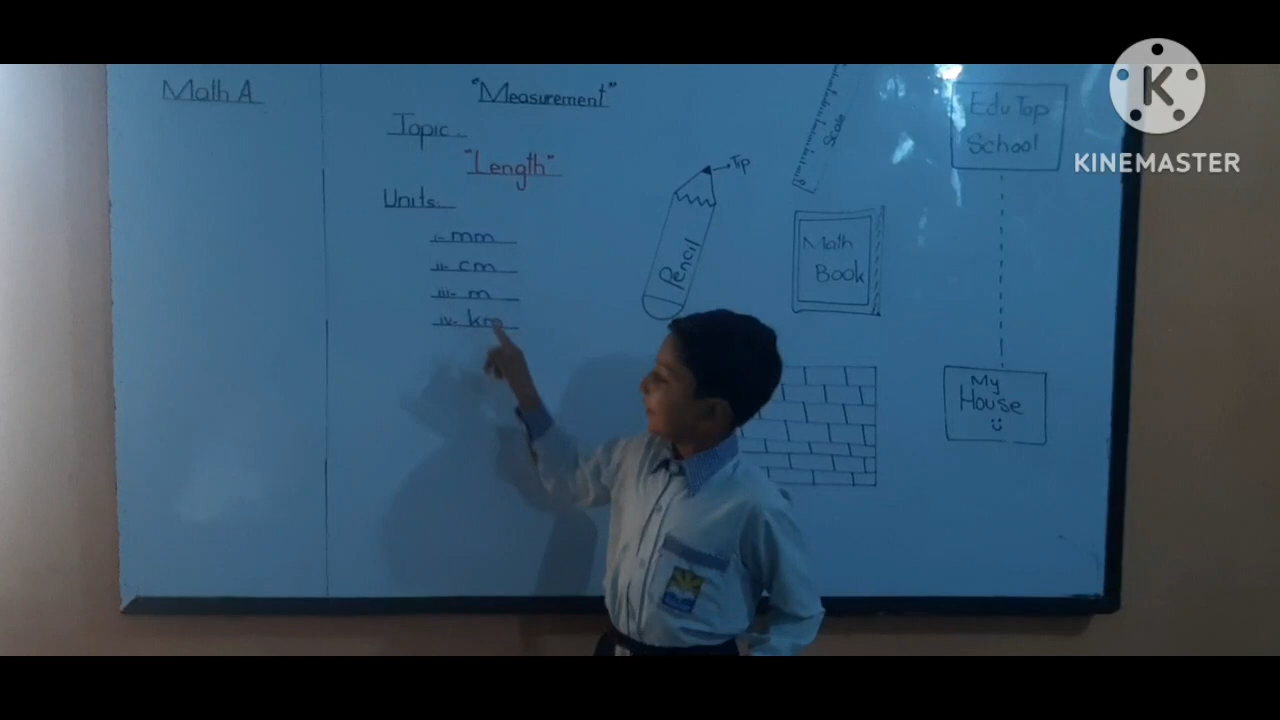 Math A
"Measurement"
Topic.
"Length"
Units.
i- mm
ii- cm
iii- m
iv- km
Tip
Pencil
Scale
Math
Book
Edu Top
School
My
House
K
KINEMASTER